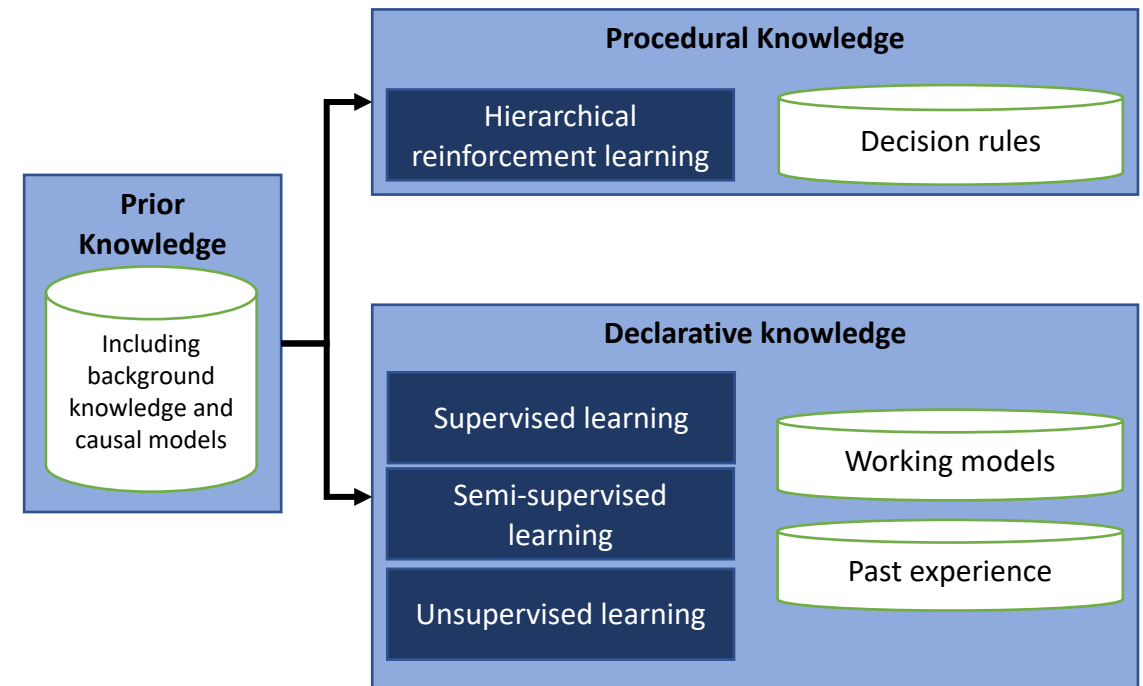 Procedural Knowledge
Hierarchical
reinforcement learning
Decision rules
Prior
Knowledge
Including
background
knowledge and
causal models
Declarative knowledge
Supervised learning
Semi-supervised
learning
Unsupervised learning
Working models
Past experience